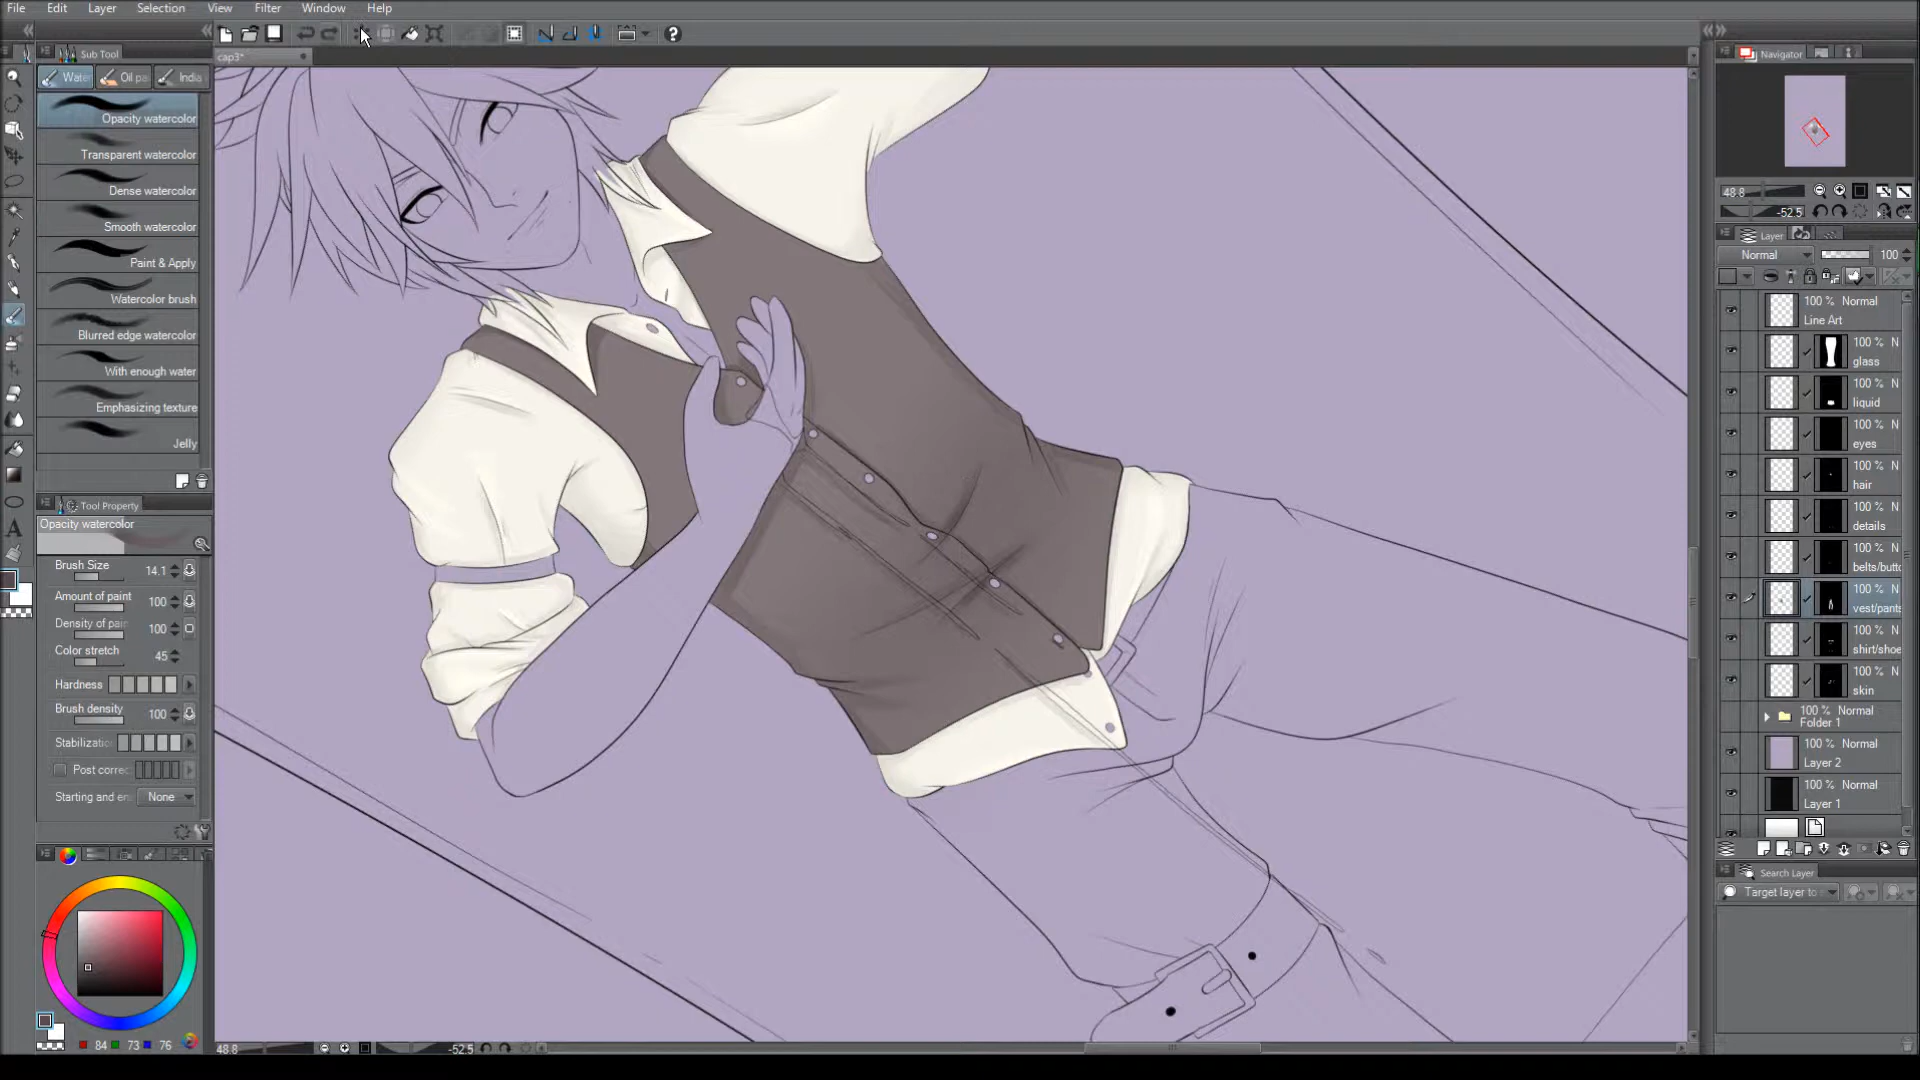 File Edit Layer Selection View Filter Window Help
Sub Tool
cap3*
Navigator
Water Oil pa India
Opacity watercolor
Transparent watercolor
Dense watercolor
Smooth watercolor
Paint & Apply
Watercolor brush
Blurred edge watercolor
With enough water
Emphasizing texture
Jelly
Tool Property
Opacity watercolor
Brush Size 14.1
Amount of paint 100
Density of pain 100
Color stretch 45
Hardness
Brush density 100
Stabilizatio
Post correc
Starting and en None
84 73 76
48.8 -52.5
48.8
-52.5
Layer
Normal 100
100 % Normal
Line Art
100 % N
glass
100 % N
liquid
100 % N
eyes
100 % N
hair
100 % N
details
100 % N
belts/butto
100 % N
vest/pants
100 % N
shirt/shoe
100 % N
skin
100 % Normal
Folder 1
100 % Normal
Layer 2
100 % Normal
Layer 1
Search Layer
Target layer to